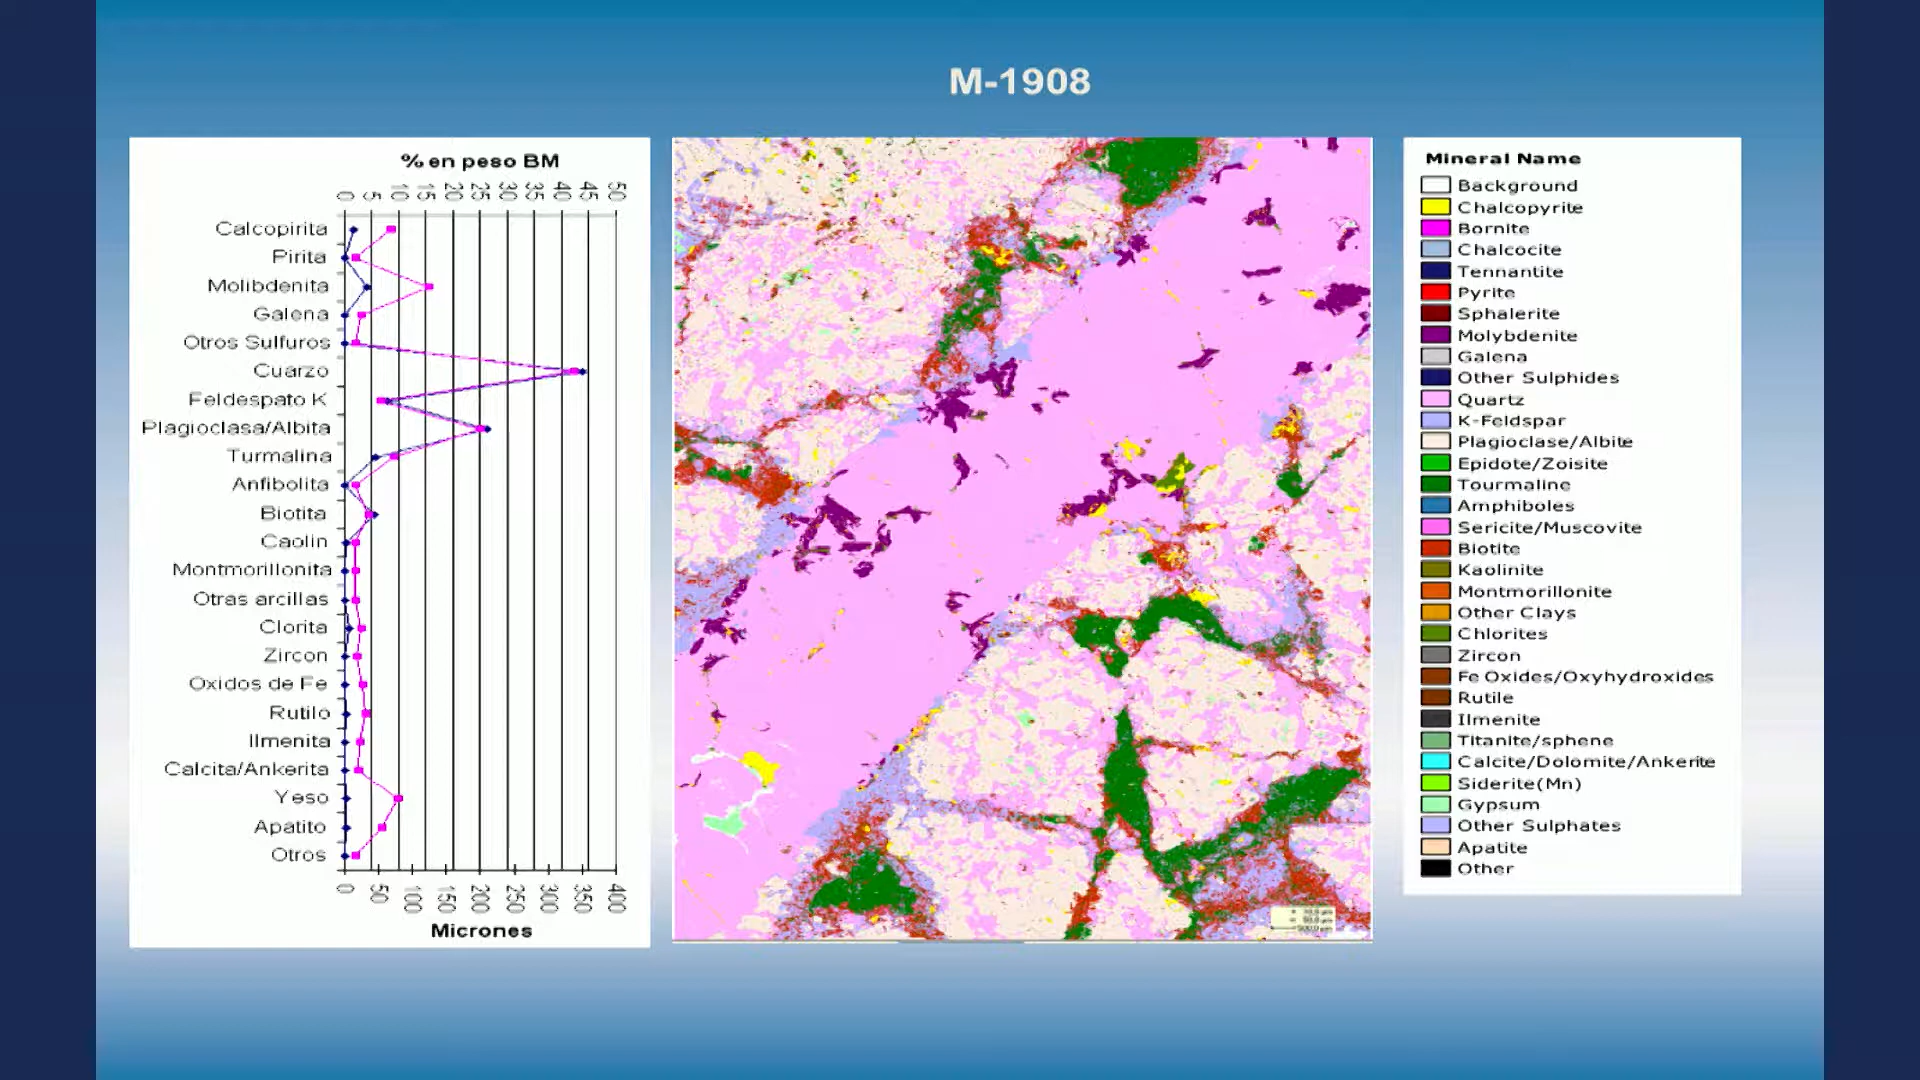 M-1908
% en peso BM
0 5 10 15 20 25 30 35 40 45 50
Calcopirita
Pirita
Molibdenita
Galena
Otros Sulfuros
Cuarzo
Feldespato K
Plagioclasa/Albita
Turmalina
Anfibolita
Biotita
Caolin
Montmorillonita
Otras arcillas
Clorita
Zircon
Oxidos de Fe
Rutilo
Ilmenita
Calcita/Ankerita
Yeso
Apatito
Otros
0 50 100 150 200 250 300 350 400
Micrones
Mineral Name
Background
Chalcopyrite
Bornite
Chalcocite
Tennantite
Pyrite
Sphalerite
Molybdenite
Galena
Other Sulphides
Quartz
K-Feldspar
Plagioclase/Albite
Epidote/Zoisite
Tourmaline
Amphiboles
Sericite/Muscovite
Biotite
Kaolinite
Montmorillonite
Other Clays
Chlorites
Zircon
Fe Oxides/Oxyhydroxides
Rutile
Ilmenite
Titanite/sphene
Calcite/Dolomite/Ankerite
Siderite(Mn)
Gypsum
Other Sulphates
Apatite
Other